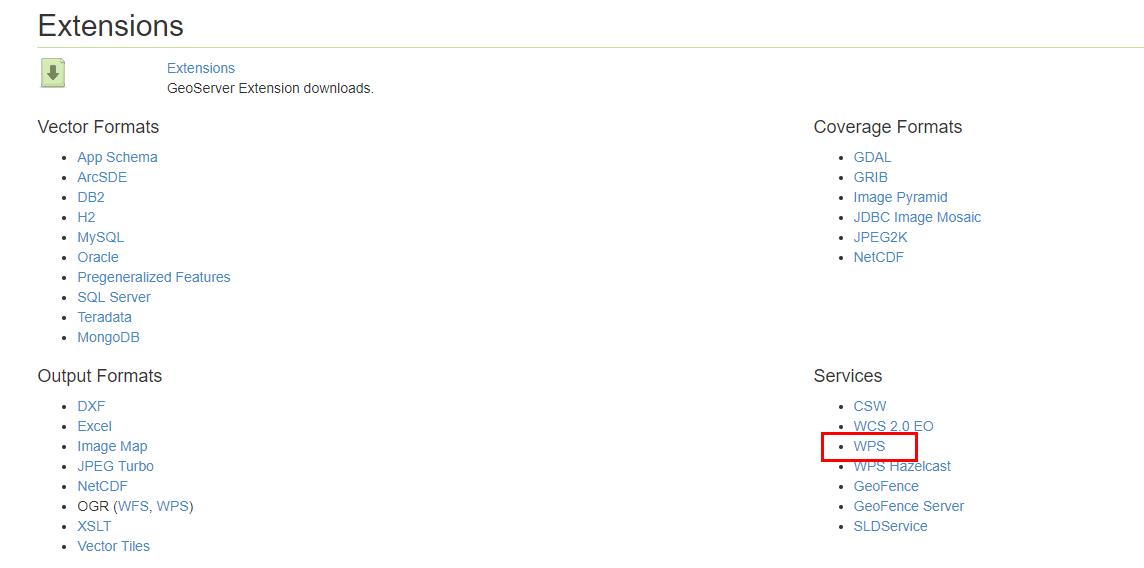 Extensions
Extensions
GeoServer Extension downloads.
Vector Formats
App Schema
ArcSDE
DB2
H2
MySQL
Oracle
Pregeneralized Features
SQL Server
Teradata
MongoDB
Coverage Formats
GDAL
GRIB
Image Pyramid
JDBC Image Mosaic
JPEG2K
NetCDF
Output Formats
DXF
Excel
Image Map
JPEG Turbo
NetCDF
OGR (WFS, WPS)
XSLT
Vector Tiles
Services
CSW
WCS 2.0 EO
WPS
WPS Hazelcast
GeoFence
GeoFence Server
SLDService